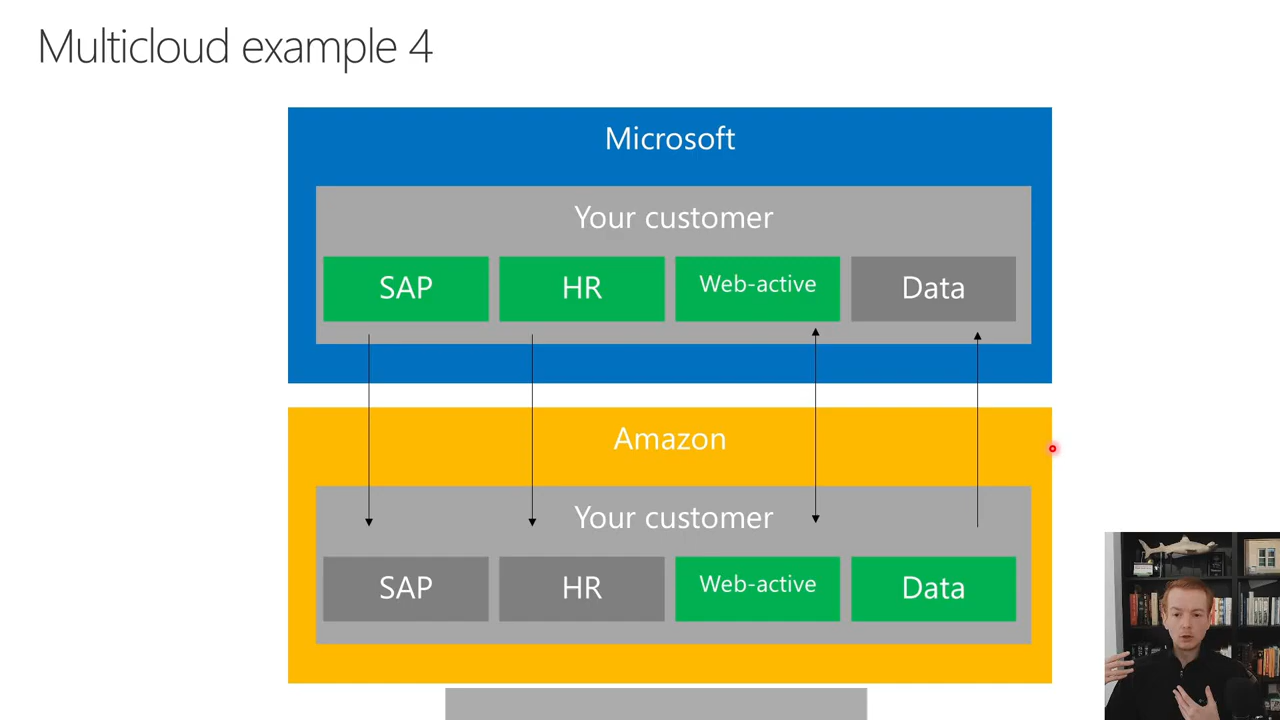 Multicloud example 4
Microsoft
Your customer
SAP
HR
Web-active
Data
Amazon
Your customer
SAP
HR
Web-active
Data